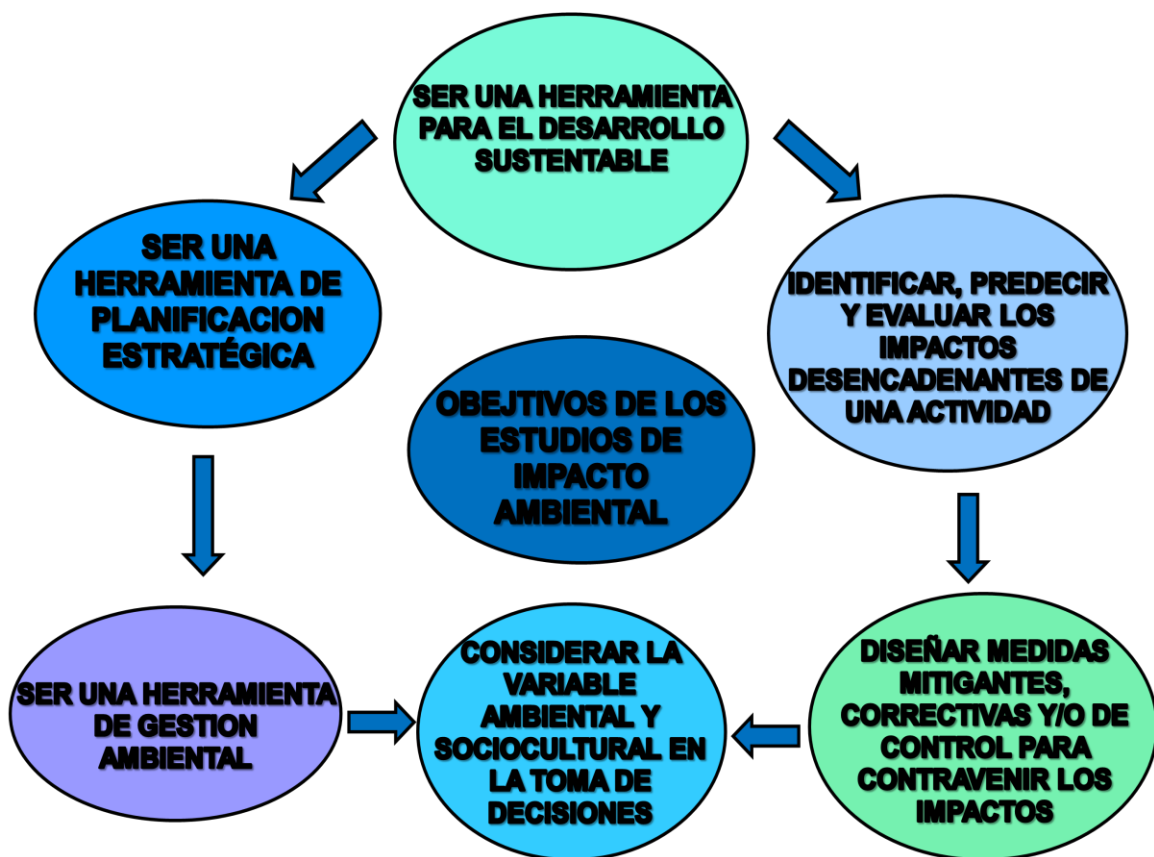 SER UNA HERRAMIENTA
PARA EL DESARROLLO
SUSTENTABLE
SER UNA
HERRAMIENTA DE
PLANIFICACION
ESTRATÉGICA
IDENTIFICAR, PREDECIR
Y EVALUAR LOS
IMPACTOS
DESENCADENANTES DE
UNA ACTIVIDAD
OBEJTIVOS DE LOS
ESTUDIOS DE
IMPACTO
AMBIENTAL
SER UNA HERRAMIENTA
DE GESTION
AMBIENTAL
CONSIDERAR LA
VARIABLE
AMBIENTAL Y
SOCIOCULTURAL EN
LA TOMA DE
DECISIONES
DISEÑAR MEDIDAS
MITIGANTES,
CORRECTIVAS Y/O DE
CONTROL PARA
CONTRAVENIR LOS
IMPACTOS